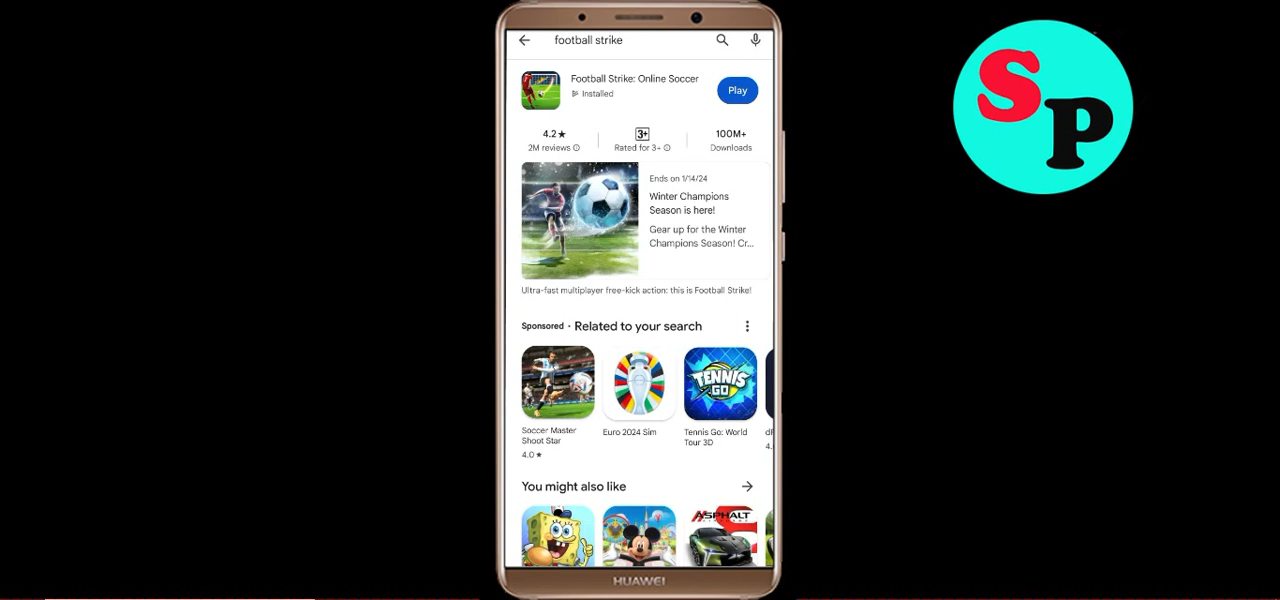 football strike
Football Strike: Online Soccer
Installed
Play
4.2★
2M reviews
3+
Rated for 3+
100M+
Downloads
Ends on 1/14/24
Winter Champions
Season is here!
Gear up for the Winter
Champions Season! Cr...
Ultra-fast multiplayer free-kick action: this is Football Strike!
Sponsored · Related to your search
TENNIS
GO
Soccer Master
Shoot Star
4.0★
Euro 2024 Sim
Tennis Go: World
Tour 3D
4.
You might also like
ASPHALT
HUAWEI
S
P